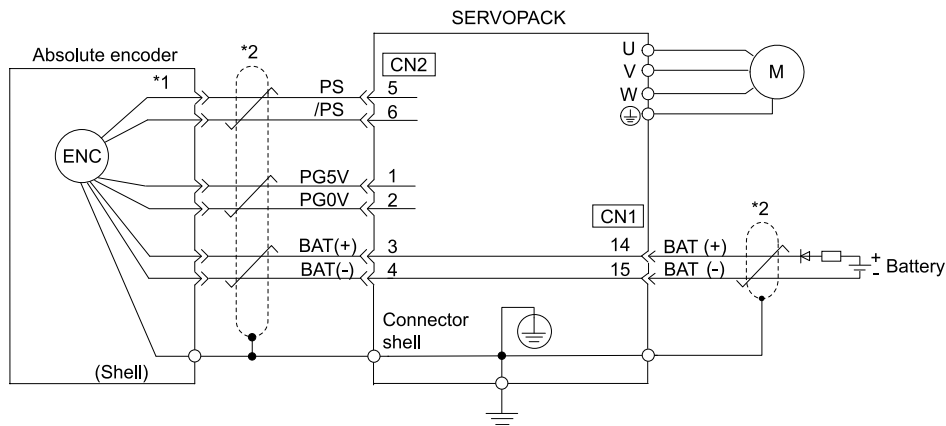 SERVOPACK
Absolute encoder
*2
U
V
W
M
*1
CN2
PS
5
/PS
6
ENC
PG5V
1
PG0V
2
CN1
*2
BAT(+)
3
14
BAT (+)
BAT(-)
4
15
BAT (-)
+
-
Battery
Connector
shell
(Shell)